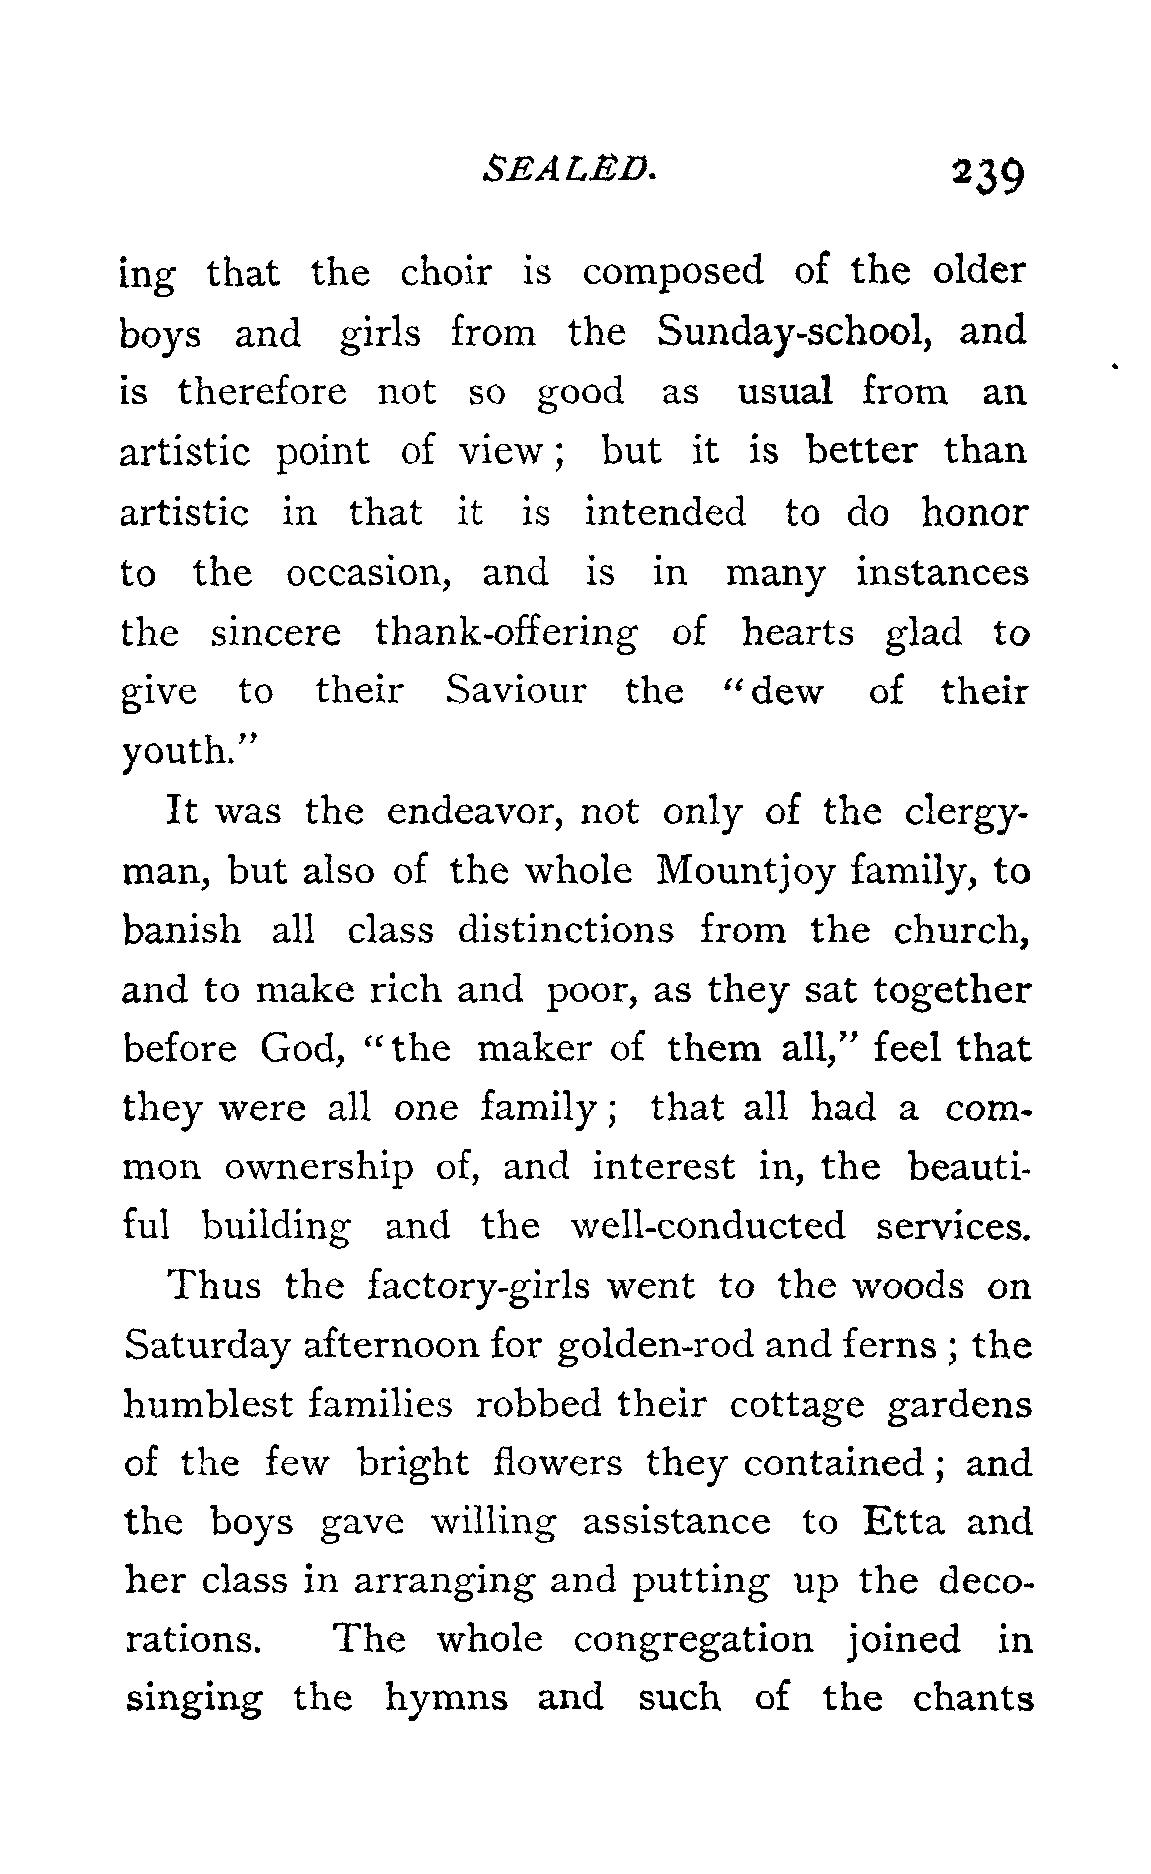 SEALED. 239
ing that the choir is composed of the older
boys and girls from the Sunday-school, and
is therefore not so good as usual from an
artistic point of view; but it is better than
artistic in that it is intended to do honor
to the occasion, and is in many instances
the sincere thank-offering of hearts glad to
give to their Saviour the "dew of their
youth."
It was the endeavor, not only of the clergy-
man, but also of the whole Mountjoy family, to
banish all class distinctions from the church,
and to make rich and poor, as they sat together
before God, "the maker of them all," feel that
they were all one family; that all had a com-
mon ownership of, and interest in, the beauti-
ful building and the well-conducted services.
Thus the factory-girls went to the woods on
Saturday afternoon for golden-rod and ferns; the
humblest families robbed their cottage gardens
of the few bright flowers they contained; and
the boys gave willing assistance to Etta and
her class in arranging and putting up the deco-
rations. The whole congregation joined in
singing the hymns and such of the chants